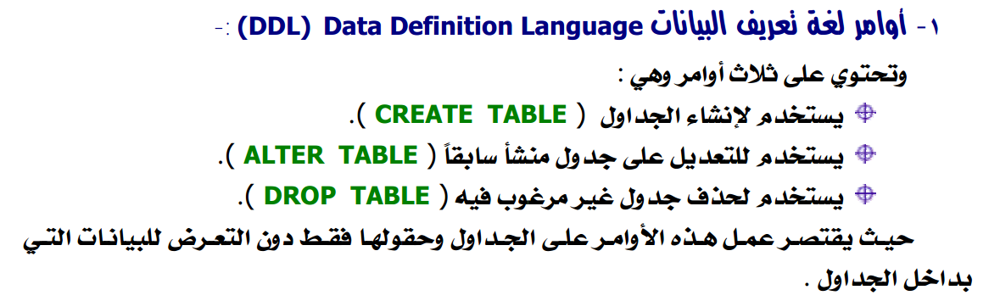 ١- أوامر لغة تعريف البيانات Data Definition Language (DDL) :-
وتحتوي على ثلاث أوامر وهي :
يستخدم لإنشاء الجداول ( CREATE TABLE ).
يستخدم للتعديل على جدول منشأ سابقاً ( ALTER TABLE ).
يستخدم لحذف جدول غير مرغوب فيه ( DROP TABLE ).
حيث يقتصر عمل هذه الأوامر على الجداول وحقولها فقط دون التعرض للبيانات التي
بداخل الجداول .